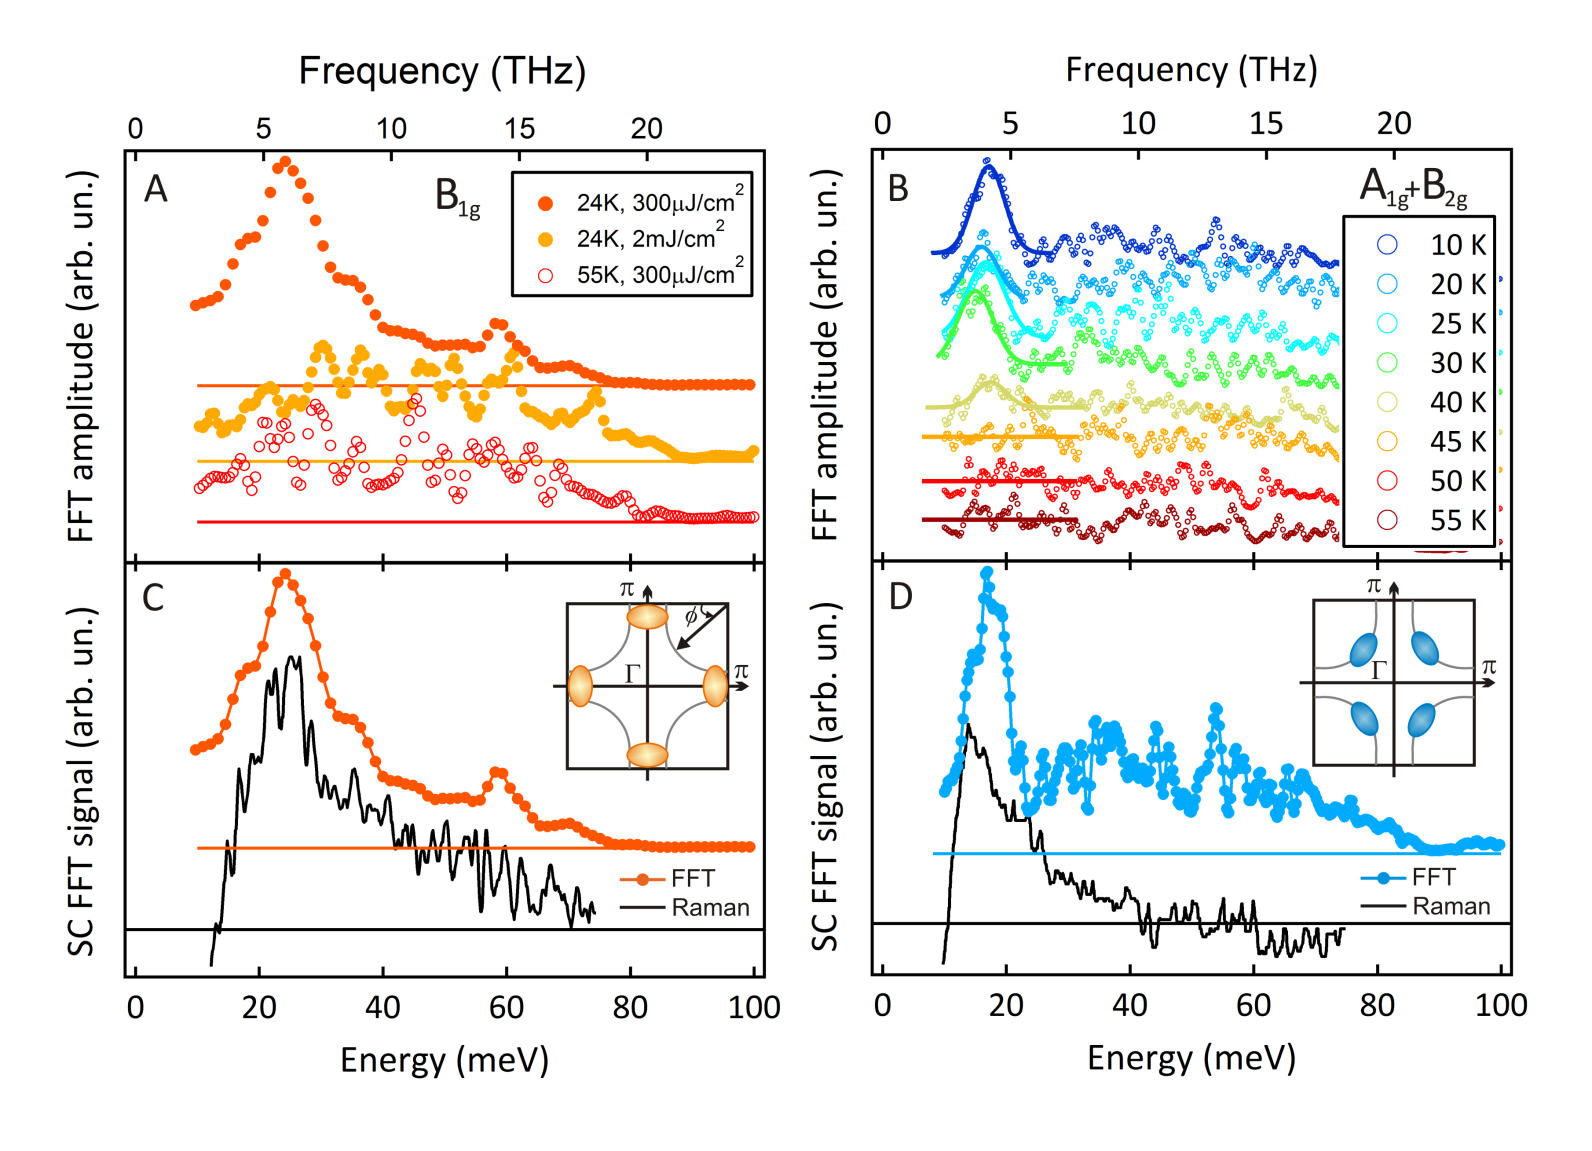 Frequency (THz)
0 5 10 15 20
FFT amplitude (arb. un.)
A
B1g
24K, 300μJ/cm²
24K, 2mJ/cm²
55K, 300μJ/cm²
Frequency (THz)
0 5 10 15 20
FFT amplitude (arb. un.)
B
A1g+B2g
10 K
20 K
25 K
30 K
40 K
45 K
50 K
55 K
SC FFT signal (arb. un.)
C
π
ϕ
Γ
π
FFT
Raman
0 20 40 60 80 100
Energy (meV)
SC FFT signal (arb. un.)
D
π
Γ
π
FFT
Raman
0 20 40 60 80 100
Energy (meV)